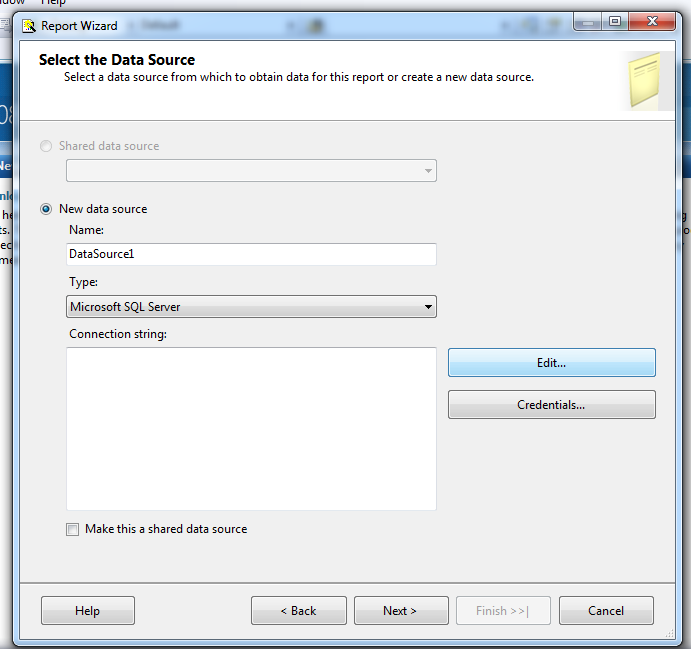 ndow Help
Report Wizard
Select the Data Source
Select a data source from which to obtain data for this report or create a new data source.
Shared data source
New data source
Name:
DataSource1
Type:
Microsoft SQL Server
Connection string:
Edit...
Credentials...
Make this a shared data source
Help
< Back
Next >
Finish >>|
Cancel